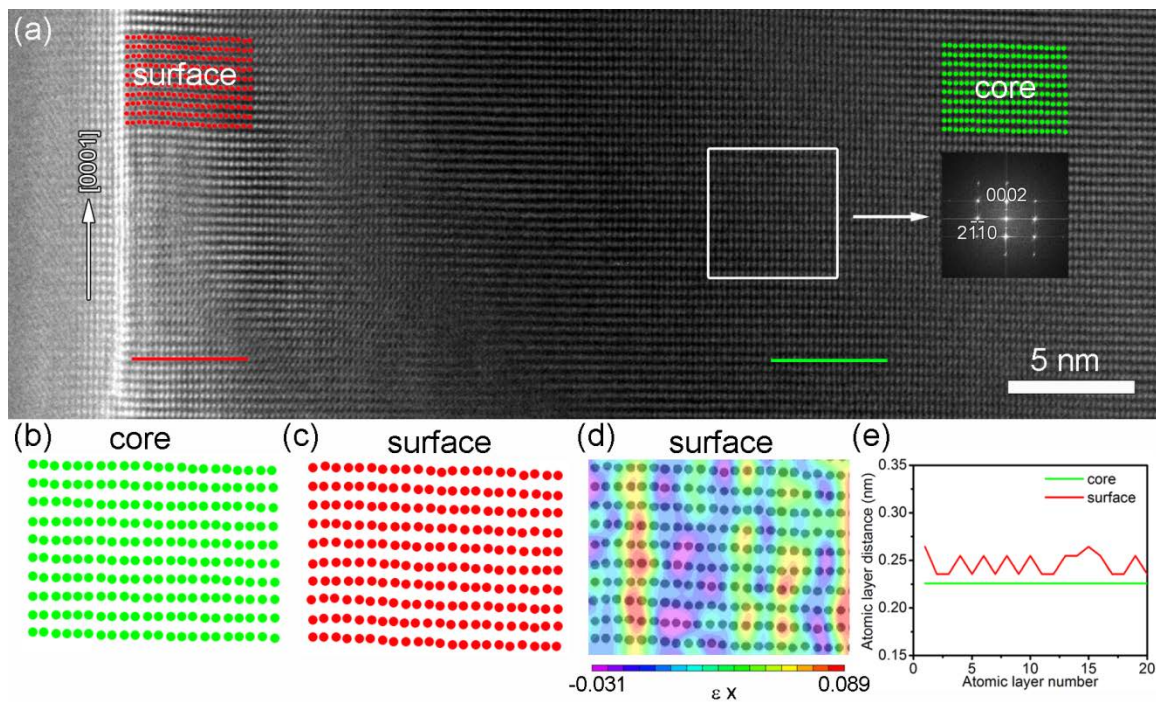 (a)
surface
core
[0001]
0002
2110
5 nm
(b)
core
(c)
surface
(d)
surface
-0.031
0.089
ε x
(e)
0.35
0.30
0.25
0.20
0.15
Atomic layer distance (nm)
core
surface
0
5
10
15
20
Atomic layer number